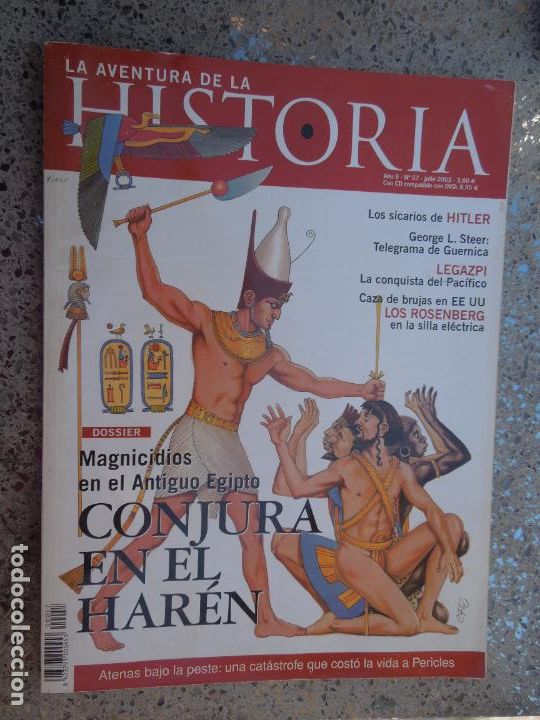 LA AVENTURA DE LA
HISTORIA
Año 5 - Nº 57 - julio 2003 - 3,60 €
Con CD compatible con DVD: 8,95 €
Los sicarios de HITLER
George L. Steer:
Telegrama de Guernica
LEGAZPI
La conquista del Pacífico
Caza de brujas en EE UU
LOS ROSENBERG
en la silla eléctrica
DOSSIER
Magnicidios
en el Antiguo Egipto
CONJURA
EN EL
HARÉN
00057
Atenas bajo la peste: una catástrofe que costó la vida a Pericles
todocoleccion